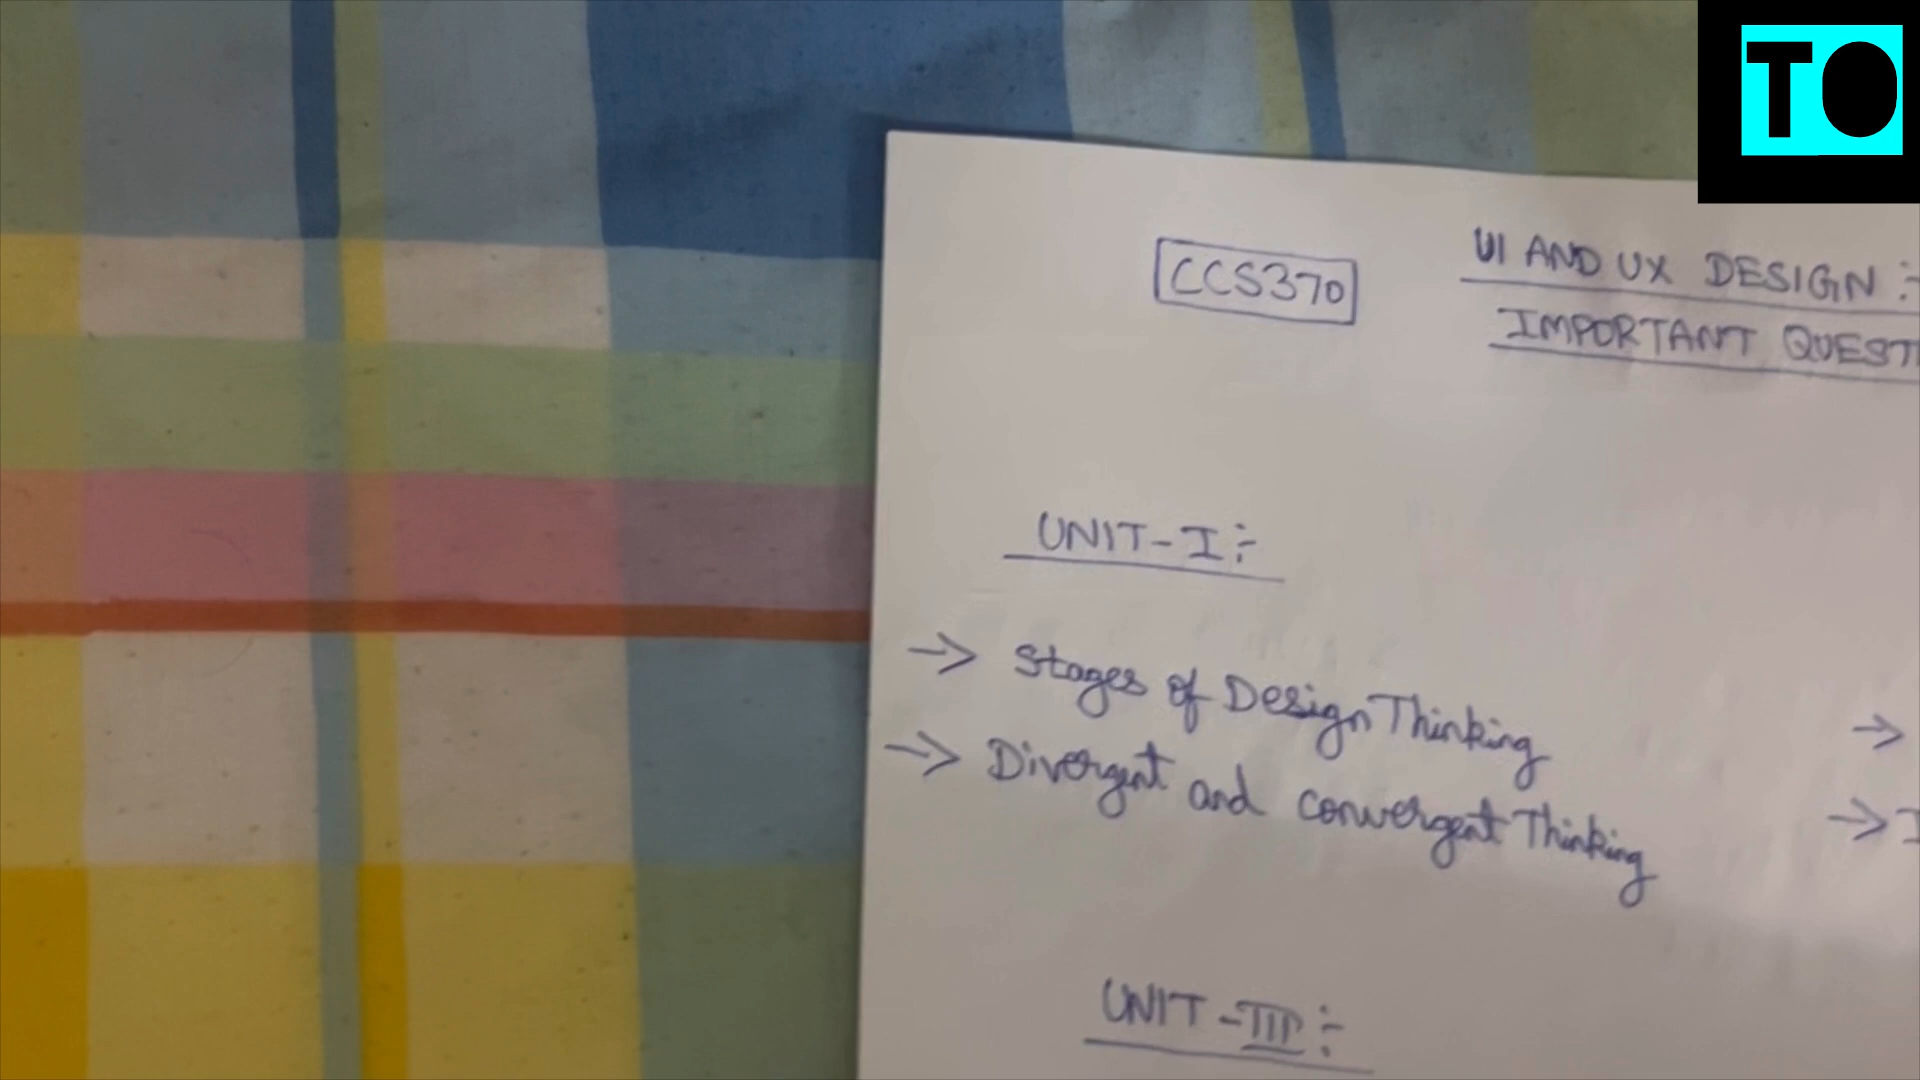 TO
CCS370
UI AND UX DESIGN :-
IMPORTANT
UNIT-I :-
→ Stages of Design Thinking
→ Divergent and convergent Thinking
→
→
UNIT-III :-